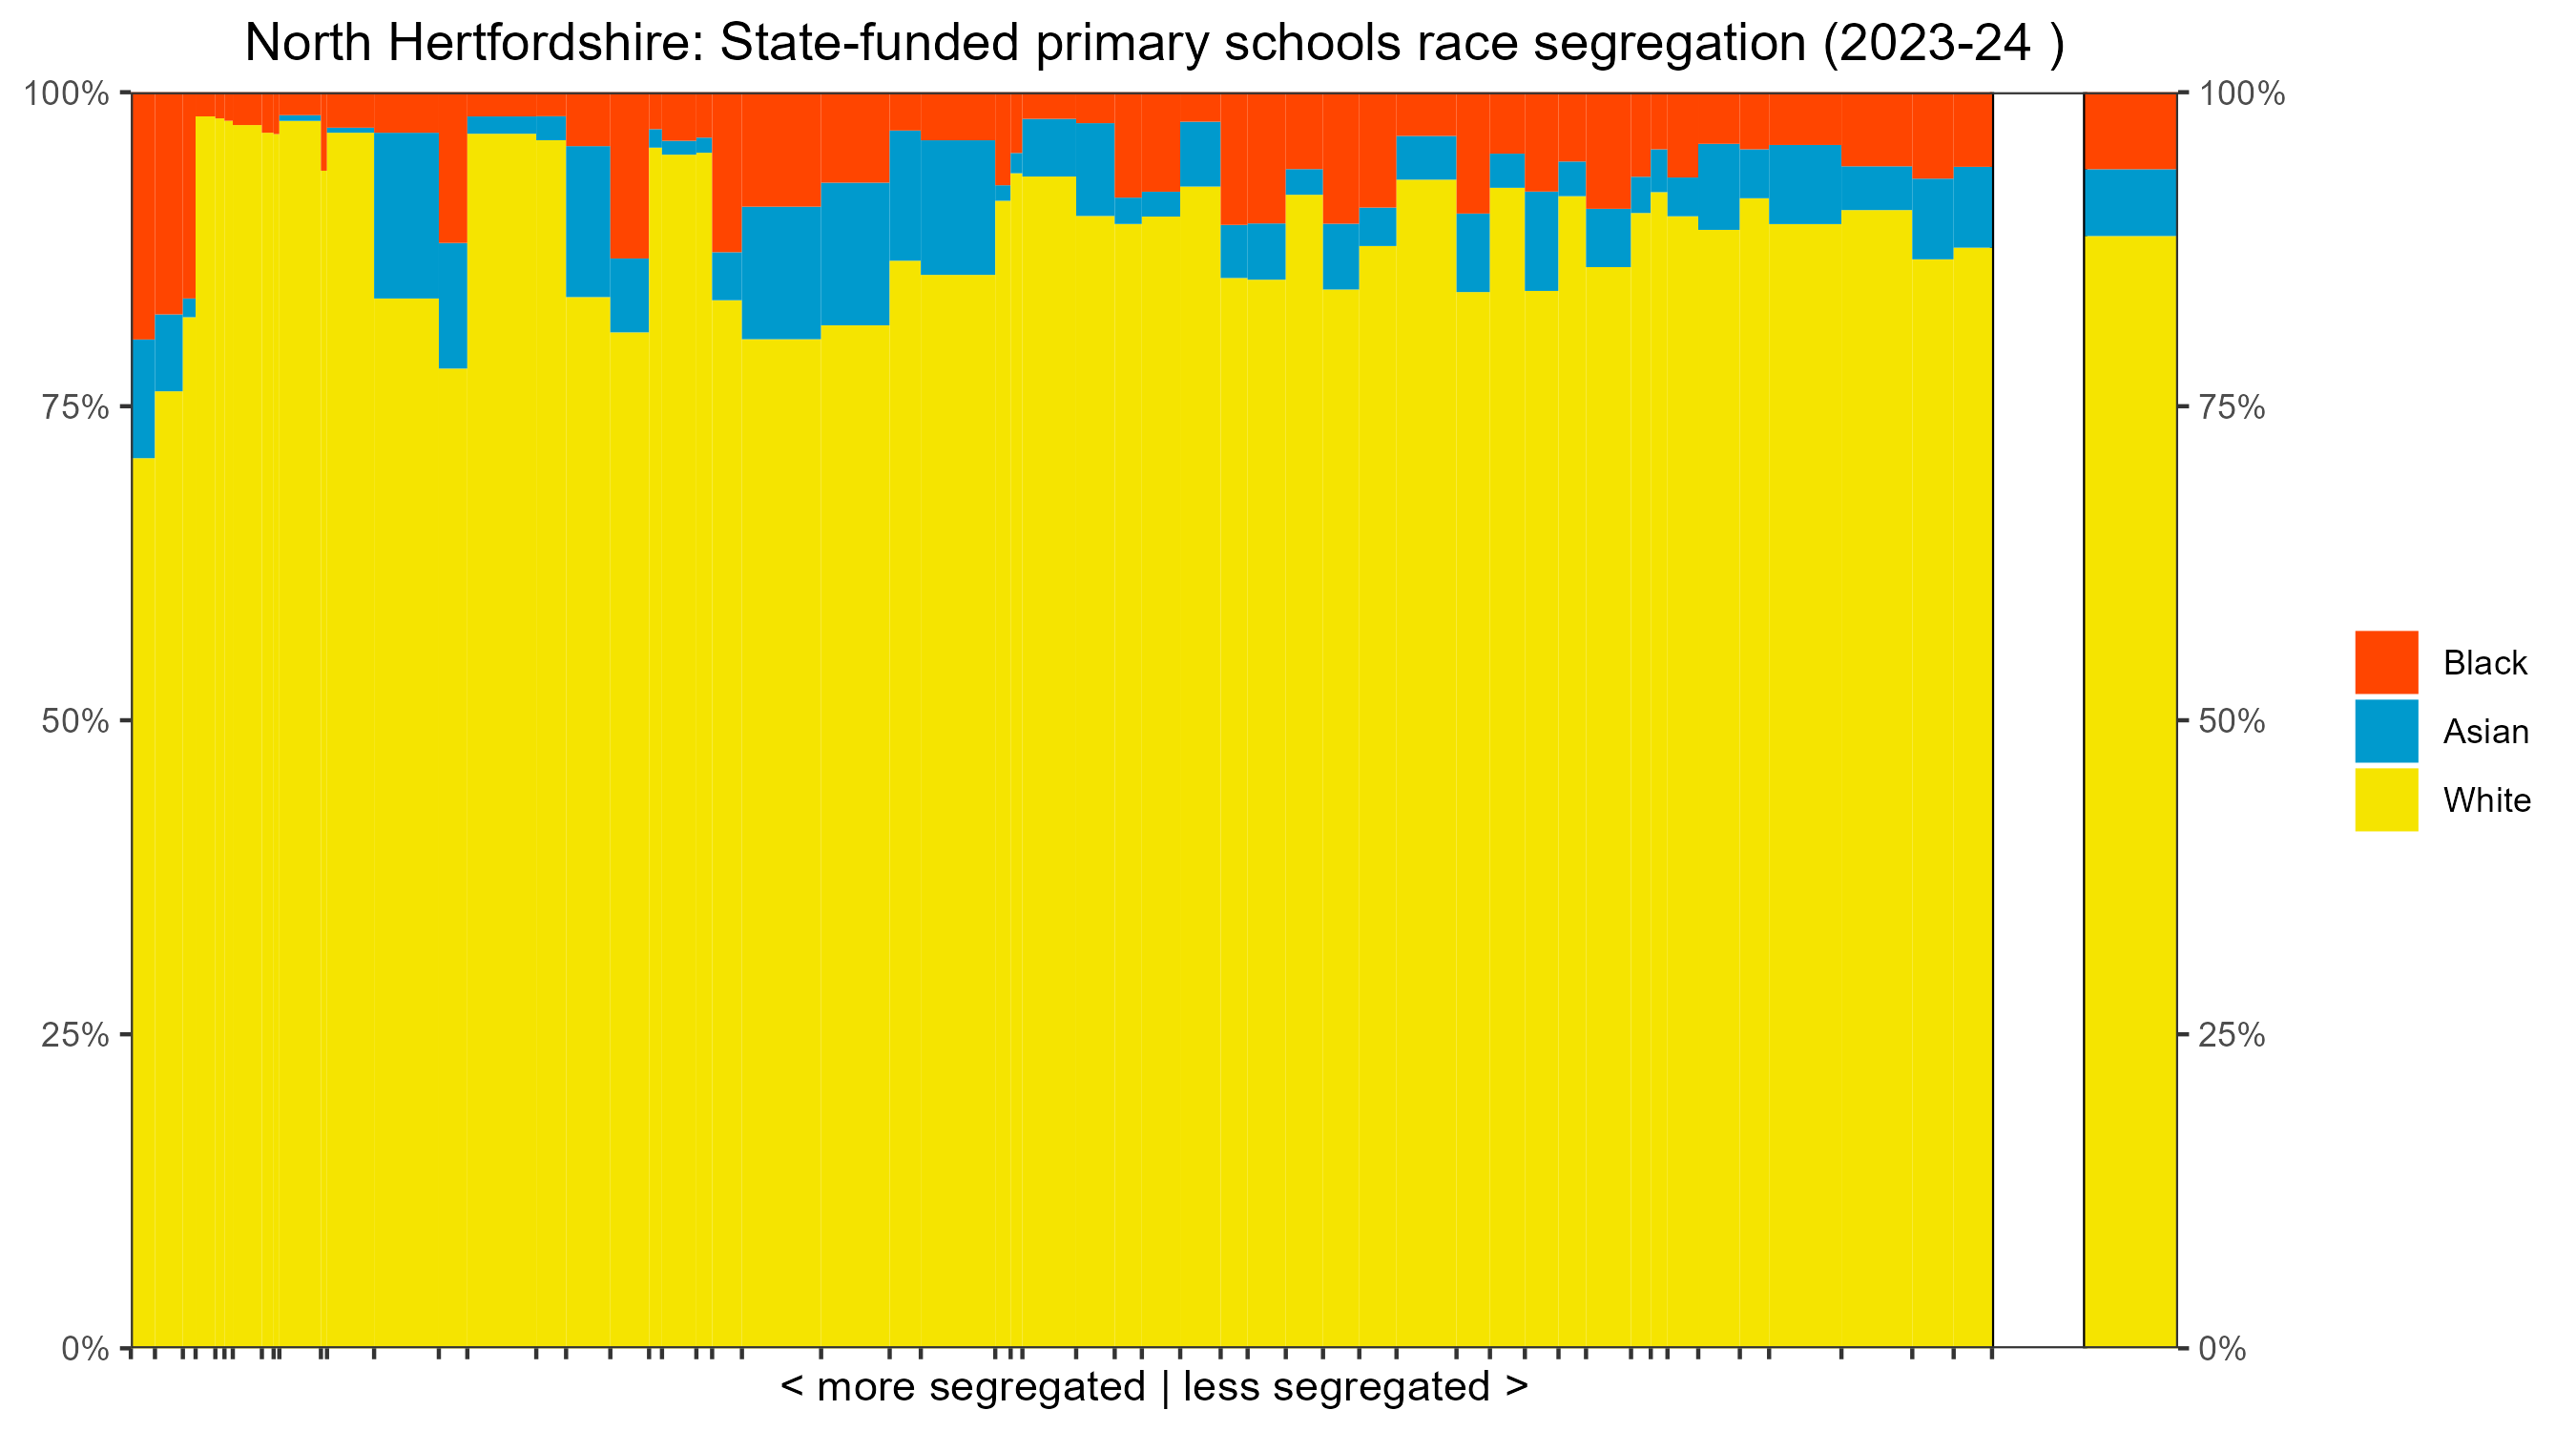 North Hertfordshire: State-funded primary schools race segregation (2023-24 )
100%
75%
50%
25%
0%
100%
75%
50%
25%
0%
Black
Asian
White
< more segregated | less segregated >